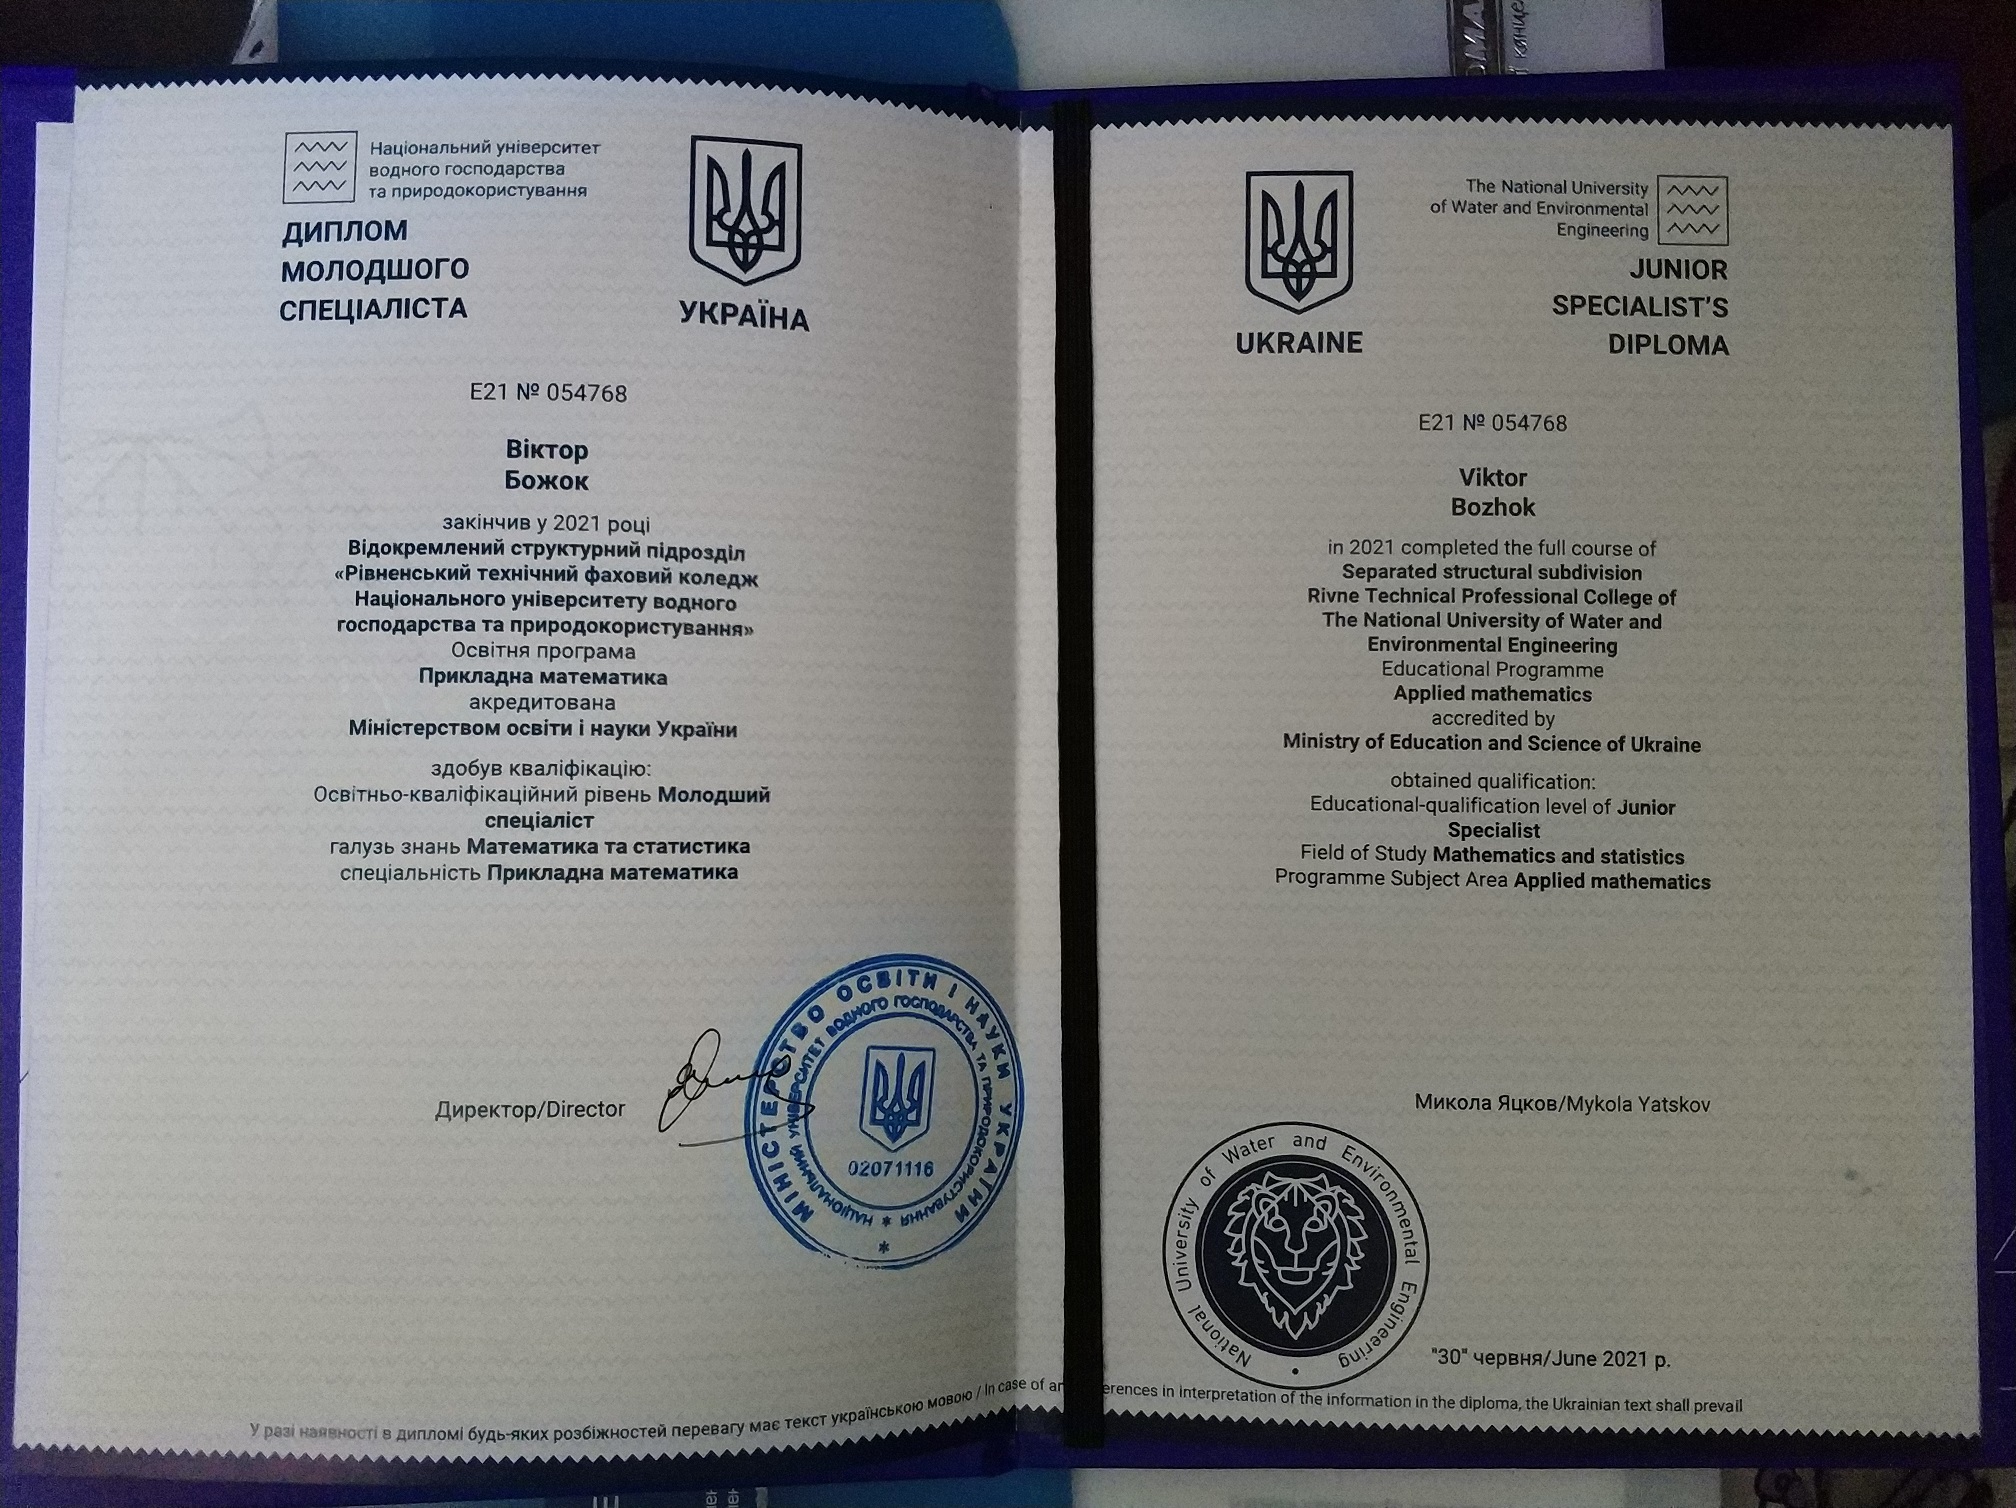 Національний університет
водного господарства
та природокористування
ДИПЛОМ
МОЛОДШОГО
СПЕЦІАЛІСТА
УКРАЇНА
E21 № 054768
Віктор
Божок
закінчив у 2021 році
Відокремлений структурний підрозділ
«Рівненський технічний фаховий коледж
Національного університету водного
господарства та природокористування»
Освітня програма
Прикладна математика
акредитована
Міністерством освіти і науки України
здобув кваліфікацію:
Освітньо-кваліфікаційний рівень Молодший
спеціаліст
галузь знань Математика та статистика
спеціальність Прикладна математика
Директор/Director
МІНІСТЕРСТВО ОСВІТИ І НАУКИ УКРАЇНИ *
НАЦІОНАЛЬНИЙ УНІВЕРСИТЕТ ВОДНОГО ГОСПОДАРСТВА ТА ПРИРОДОКОРИСТУВАННЯ *
02071116
The National University
of Water and Environmental
Engineering
JUNIOR
SPECIALIST'S
DIPLOMA
UKRAINE
E21 № 054768
Viktor
Bozhok
in 2021 completed the full course of
Separated structural subdivision
Rivne Technical Professional College of
The National University of Water and
Environmental Engineering
Educational Programme
Applied mathematics
accredited by
Ministry of Education and Science of Ukraine
obtained qualification:
Educational-qualification level of Junior
Specialist
Field of Study Mathematics and statistics
Programme Subject Area Applied mathematics
Микола Яцков/Mykola Yatskov
National University of Water and Environmental Engineering •
"30" червня/June 2021 р.
У разі наявності в дипломі будь-яких розбіжностей перевагу має текст українською мовою / In case of erences in interpretation of the information in the diploma, the Ukrainian text shall prevail